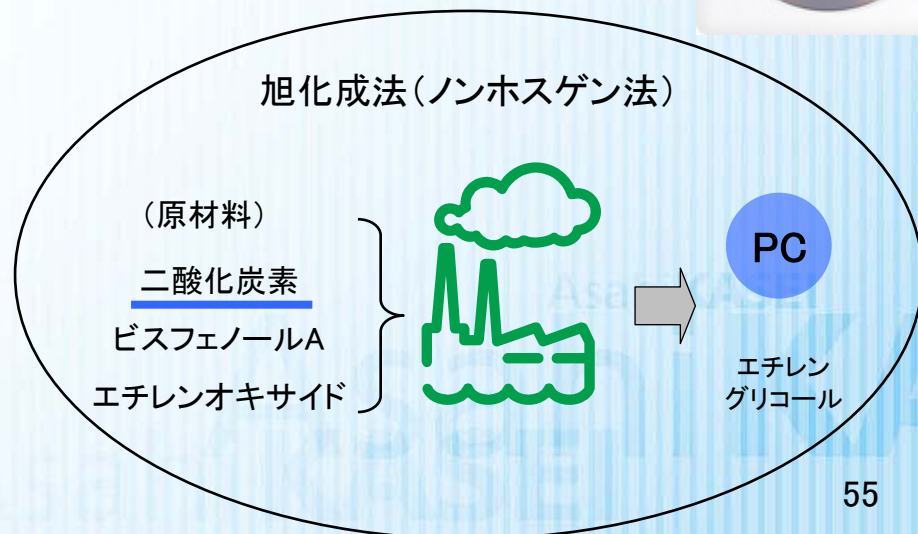 旭化成法(ノンホスゲン法)
(原材料)
二酸化炭素
ビスフェノールA
エチレンオキサイド
PC
エチレン
グリコール
Asahi KASEI
55